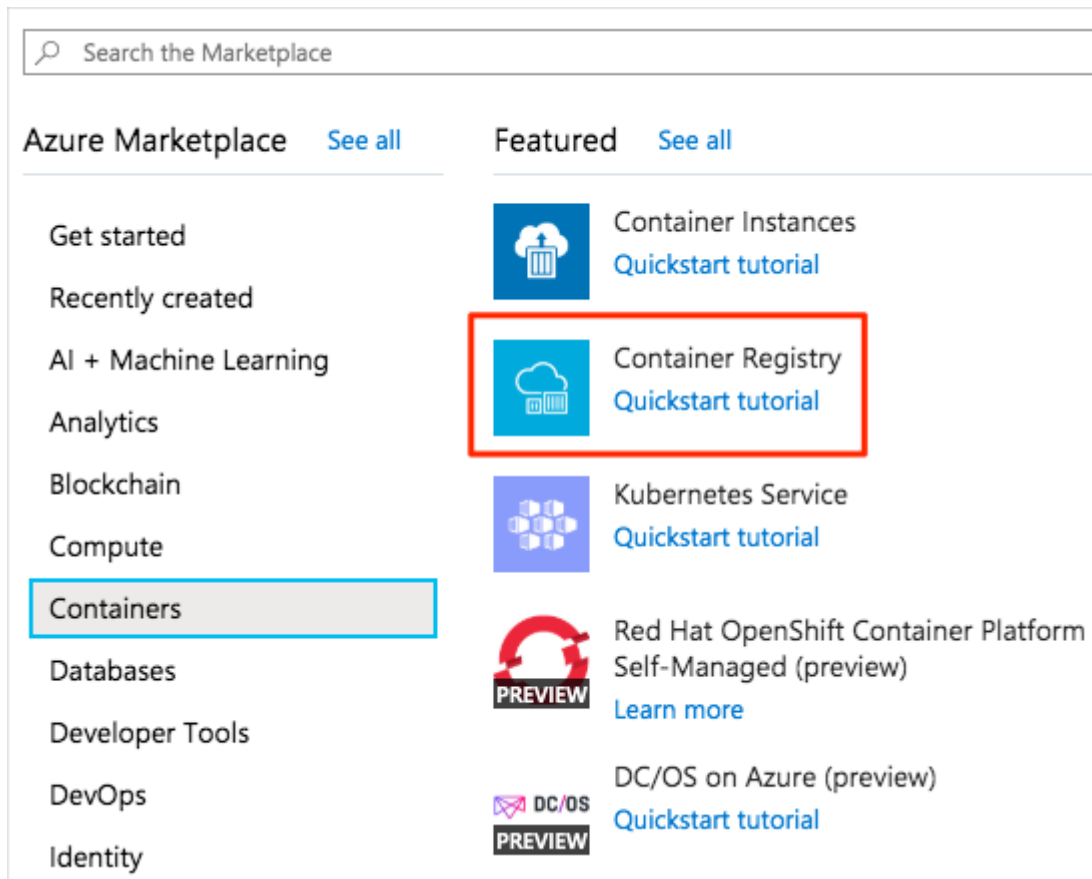 Search the Marketplace
Azure Marketplace See all
Get started
Recently created
AI + Machine Learning
Analytics
Blockchain
Compute
Containers
Databases
Developer Tools
DevOps
Identity
Featured See all
Container Instances
Quickstart tutorial
Container Registry
Quickstart tutorial
Kubernetes Service
Quickstart tutorial
PREVIEW
Red Hat OpenShift Container Platform
Self-Managed (preview)
Learn more
DC/OS
PREVIEW
DC/OS on Azure (preview)
Quickstart tutorial